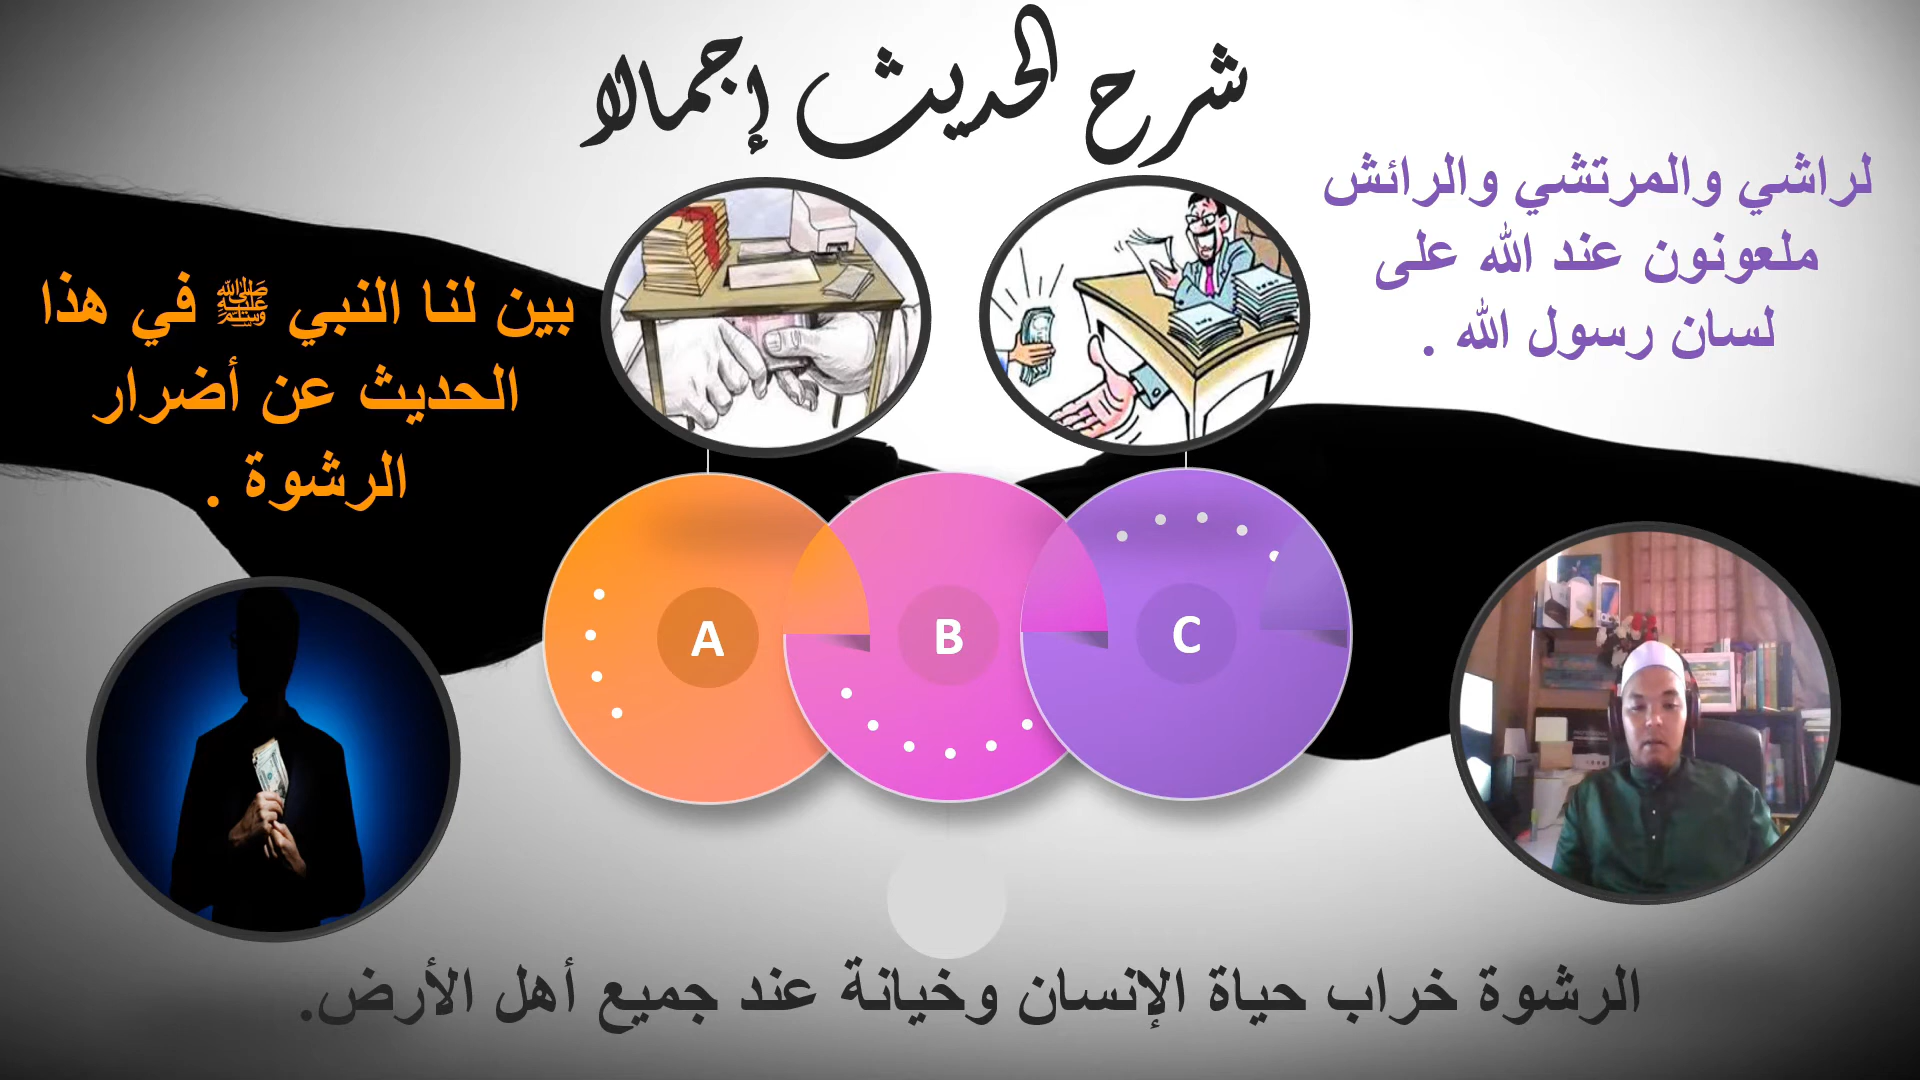 شرح الحديث إجمالا
لراشي والمرتشي والرائش
ملعونون عند الله على
لسان رسول الله .
بين لنا النبي ﷺ في هذا
الحديث عن أضرار
الرشوة .
A
B
C
الرشوة خراب حياة الإنسان وخيانة عند جميع أهل الأرض.